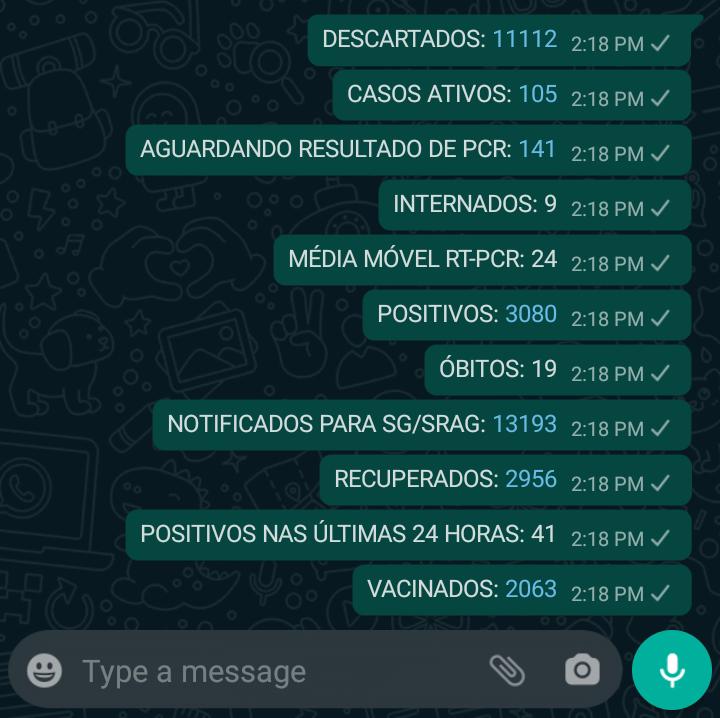 DESCARTADOS: 11112 2:18 PM
CASOS ATIVOS: 105 2:18 PM
AGUARDANDO RESULTADO DE PCR: 141 2:18 PM
INTERNADOS: 9 2:18 PM
MÉDIA MÓVEL RT-PCR: 24 2:18 PM
POSITIVOS: 3080 2:18 PM
ÓBITOS: 19 2:18 PM
NOTIFICADOS PARA SG/SRAG: 13193 2:18 PM
RECUPERADOS: 2956 2:18 PM
POSITIVOS NAS ÚLTIMAS 24 HORAS: 41 2:18 PM
VACINADOS: 2063 2:18 PM
Type a message